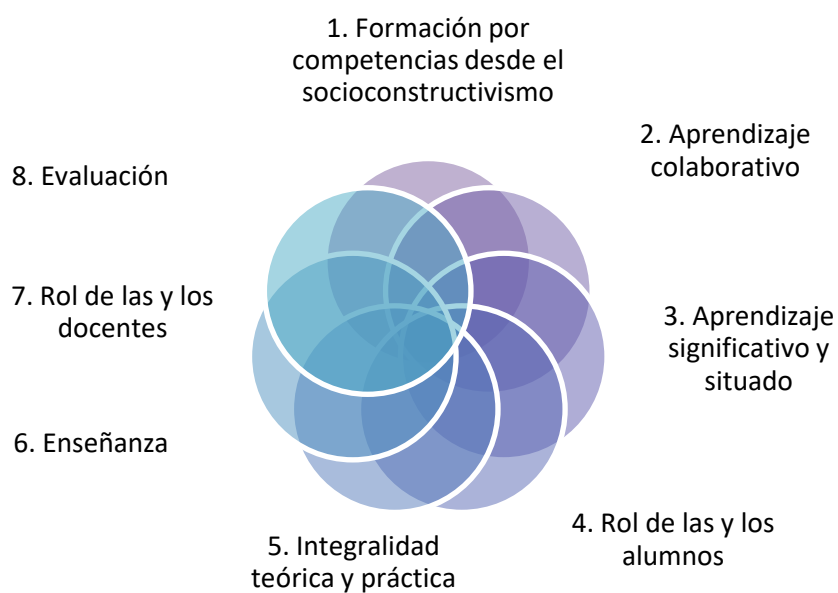 1. Formación por
competencias desde el
socioconstructivismo
2. Aprendizaje
colaborativo
3. Aprendizaje
significativo y
situado
4. Rol de las y los
alumnos
5. Integralidad
teórica y práctica
6. Enseñanza
7. Rol de las y los
docentes
8. Evaluación